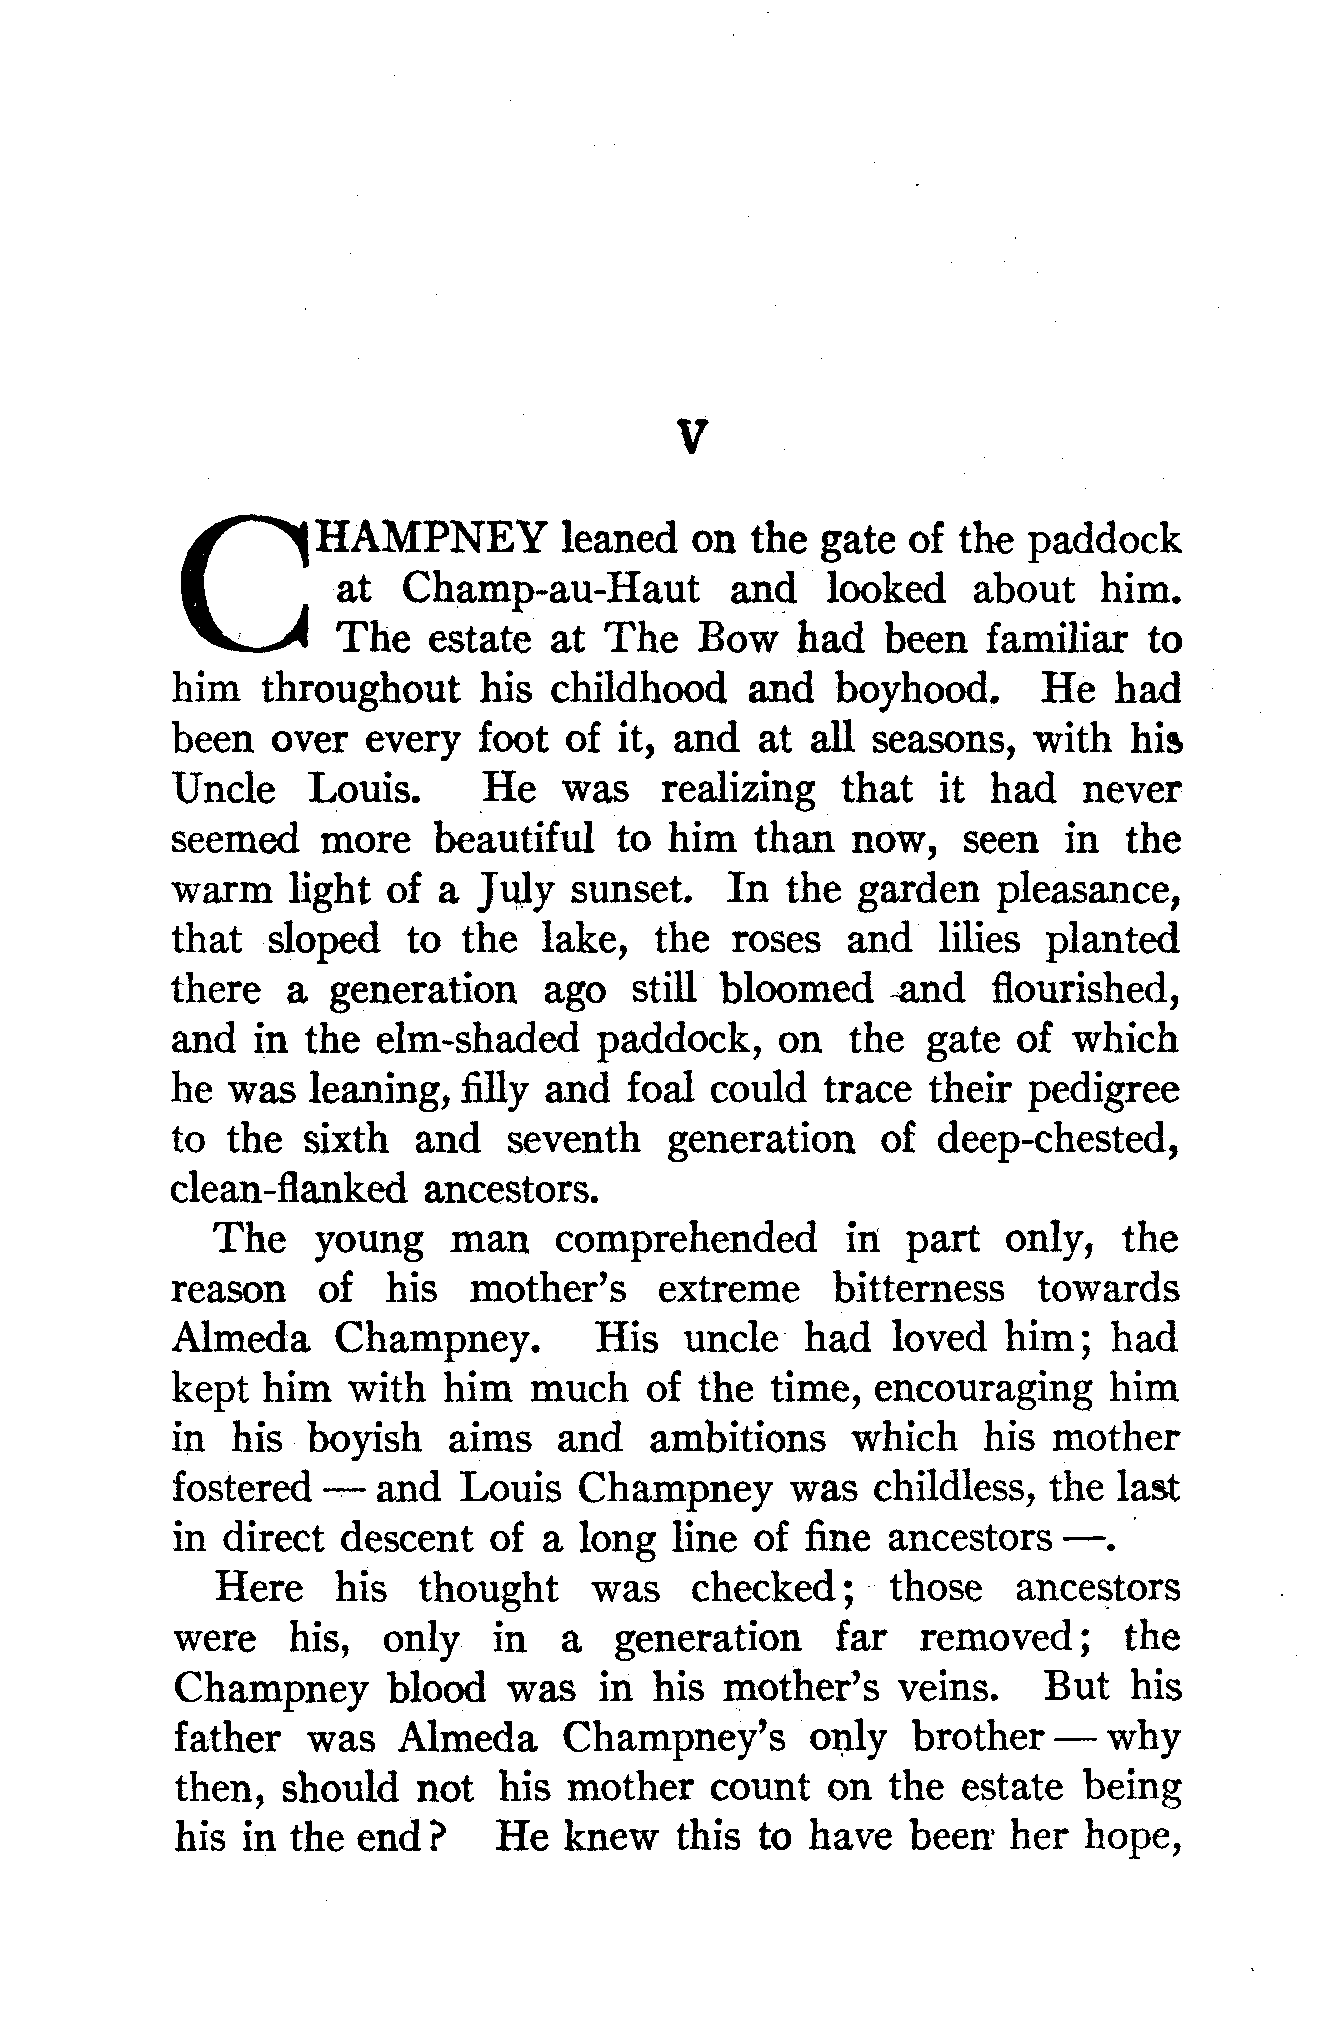 V
CHAMPNEY leaned on the gate of the paddock
at Champ-au-Haut and looked about him.
The estate at The Bow had been familiar to
him throughout his childhood and boyhood. He had
been over every foot of it, and at all seasons, with his
Uncle Louis. He was realizing that it had never
seemed more beautiful to him than now, seen in the
warm light of a July sunset. In the garden pleasance,
that sloped to the lake, the roses and lilies planted
there a generation ago still bloomed and flourished,
and in the elm-shaded paddock, on the gate of which
he was leaning, filly and foal could trace their pedigree
to the sixth and seventh generation of deep-chested,
clean-flanked ancestors.
The young man comprehended in part only, the
reason of his mother's extreme bitterness towards
Almeda Champney. His uncle had loved him; had
kept him with him much of the time, encouraging him
in his boyish aims and ambitions which his mother
fostered — and Louis Champney was childless, the last
in direct descent of a long line of fine ancestors —.
Here his thought was checked; those ancestors
were his, only in a generation far removed; the
Champney blood was in his mother's veins. But his
father was Almeda Champney's only brother — why
then, should not his mother count on the estate being
his in the end? He knew this to have been her hope,